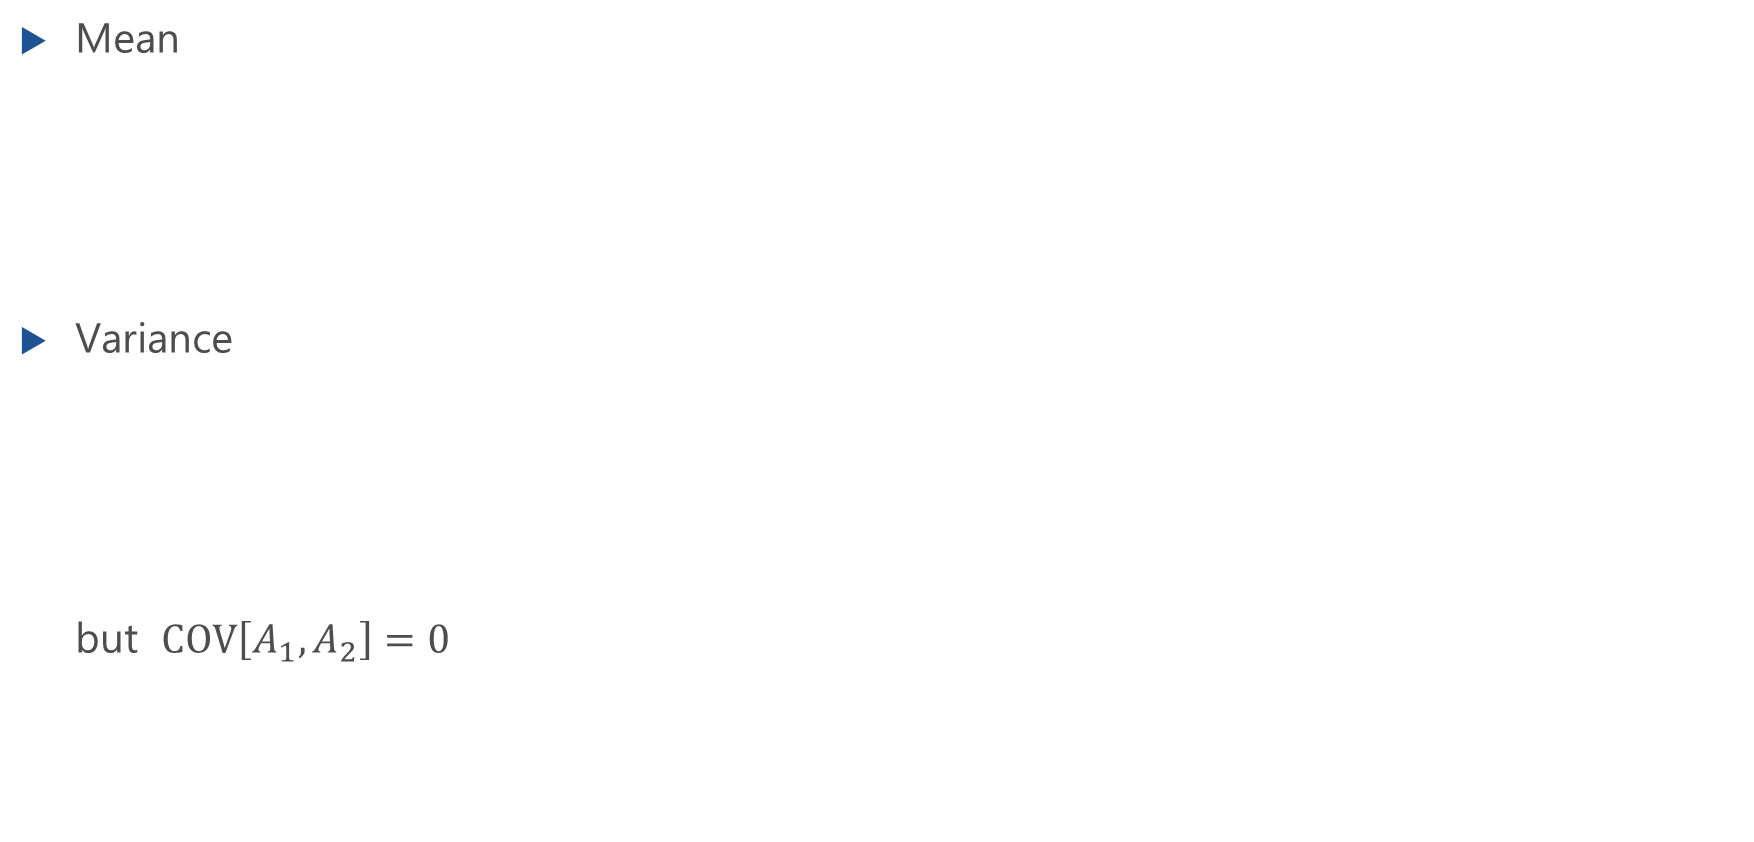 Mean
Variance
but COV[A₁, A₂] = 0